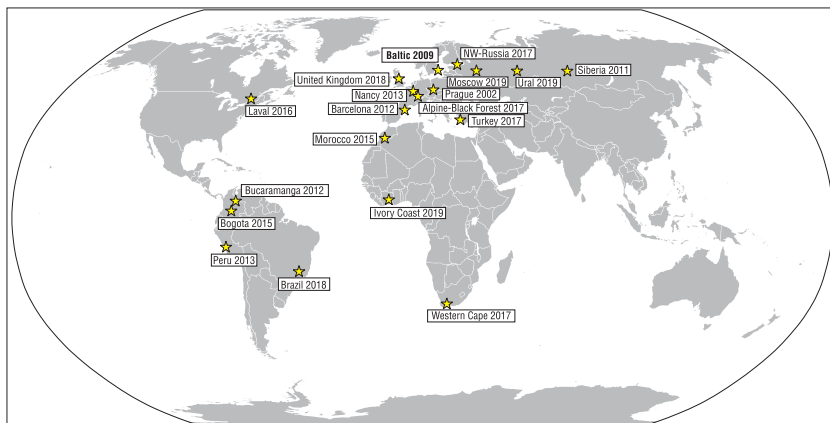 Baltic 2009
NW-Russia 2017
United Kingdom 2018
Moscow 2019
Ural 2019
Siberia 2011
Nancy 2013
Prague 2002
Laval 2016
Barcelona 2012
Alpine-Black Forest 2017
Turkey 2017
Morocco 2015
Bucaramanga 2012
Ivory Coast 2019
Bogota 2015
Peru 2013
Brazil 2018
Western Cape 2017